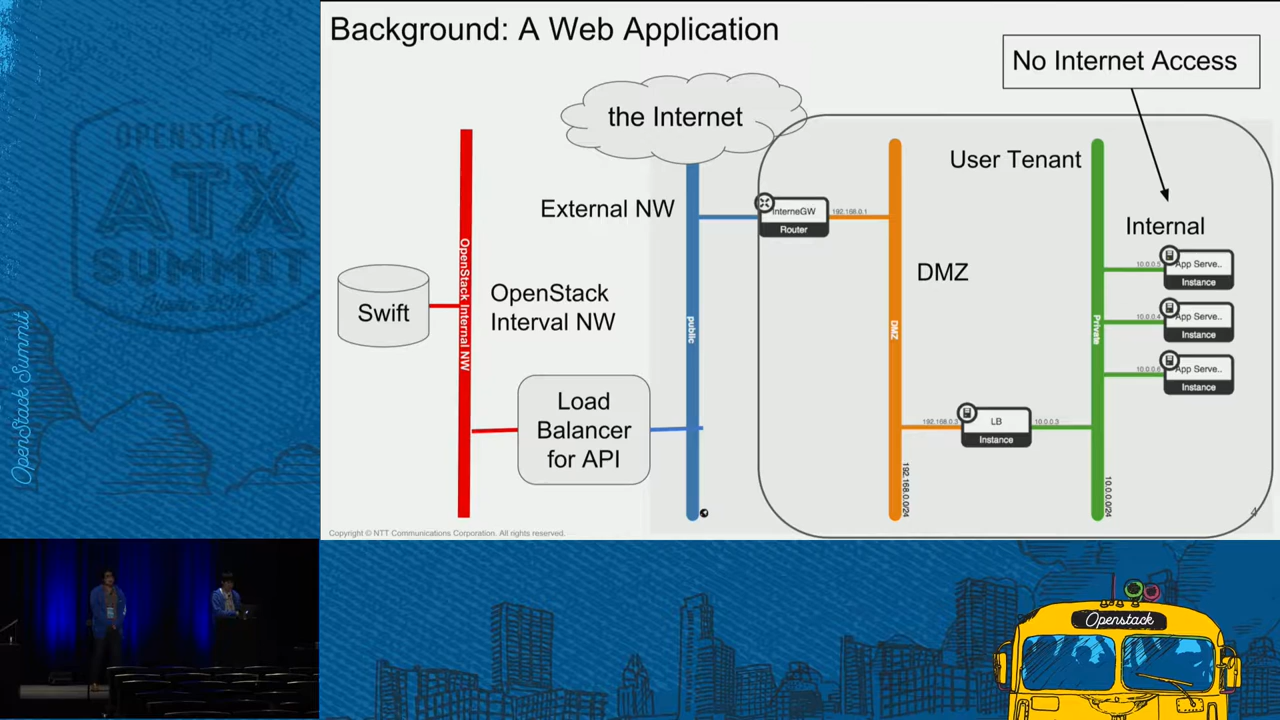 Background: A Web Application
No Internet Access
the Internet
User Tenant
External NW
InterneGW
Router
192.168.0.1
Internal
DMZ
10.0.0.5
App Serve..
Instance
Swift
OpenStack Internal NW
OpenStack
Interval NW
public
DMZ
Private
10.0.0.4
App Serve..
Instance
10.0.0.6
App Serve..
Instance
Load
Balancer
for API
192.168.0.3
LB
Instance
10.0.0.3
192.168.0.0/24
10.0.0.0/24
4
Copyright © NTT Communications Corporation. All rights reserved.
OPENSTACK
ATX
SUMMIT
Austin
OpenStack Summit
Openstack